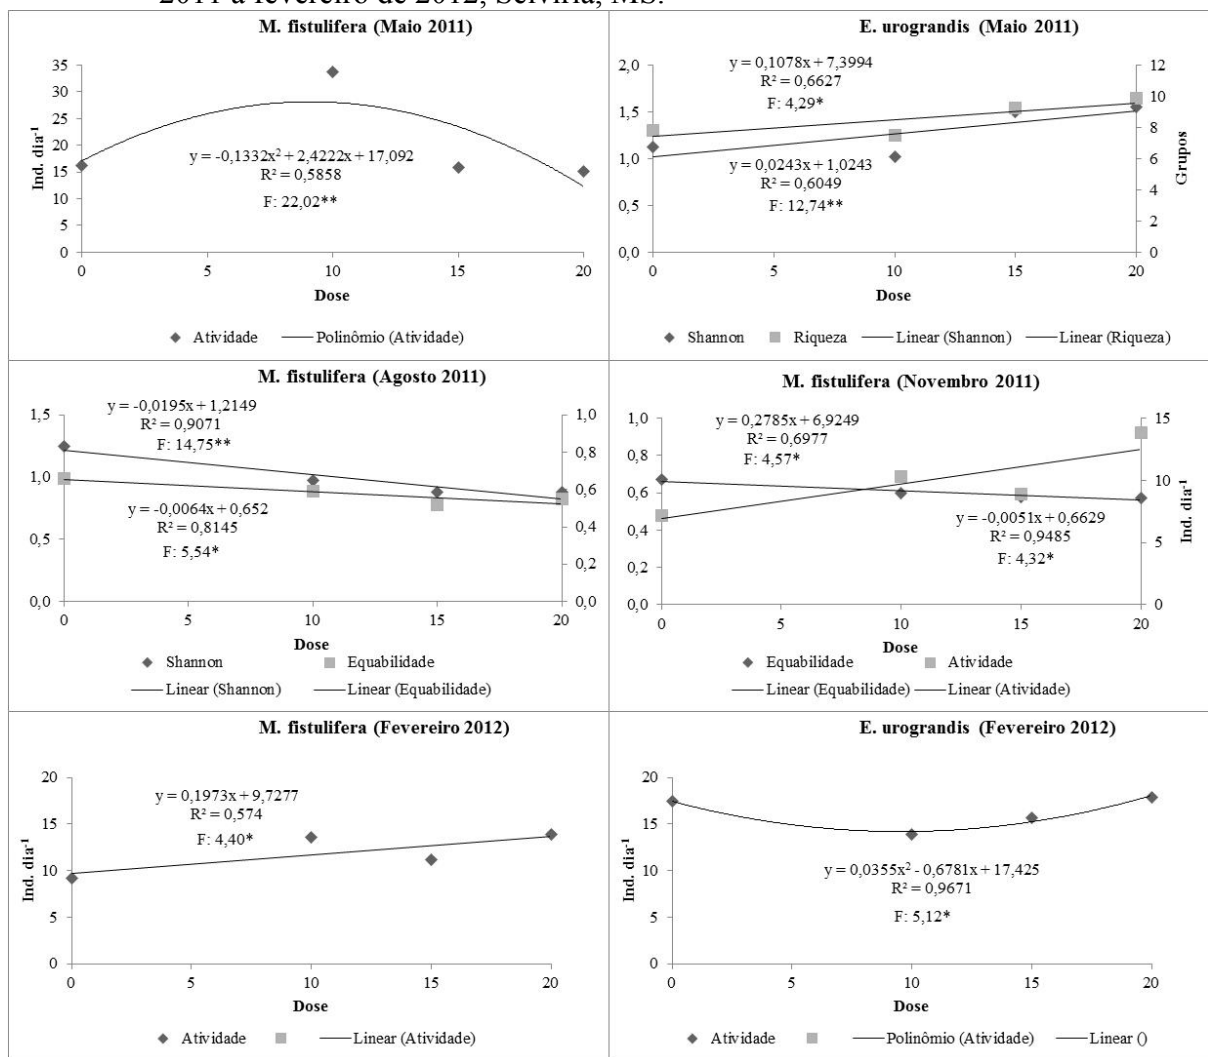 2011 a fevereiro de 2012, Selvíria, MS.
M. fistulifera (Maio 2011)
35
30
25
20
15
10
5
0
Ind. dia-1
y = -0,1332x2 + 2,4222x + 17,092
R² = 0,5858
F: 22,02**
0 5 10 15 20
Dose
Atividade Polinômio (Atividade)
E. urograndis (Maio 2011)
2,0
1,5
1,0
0,5
0,0
y = 0,1078x + 7,3994
R² = 0,6627
F: 4,29*
y = 0,0243x + 1,0243
R² = 0,6049
F: 12,74**
12
10
8
6
4
2
0
Grupos
0 5 10 15 20
Dose
Shannon Riqueza Linear (Shannon) Linear (Riqueza)
M. fistulifera (Agosto 2011)
1,5
1,0
0,5
0,0
y = -0,0195x + 1,2149
R² = 0,9071
F: 14,75**
y = -0,0064x + 0,652
R² = 0,8145
F: 5,54*
1,0
0,8
0,6
0,4
0,2
0,0
0 5 10 15 20
Dose
Shannon Equabilidade
Linear (Shannon) Linear (Equabilidade)
M. fistulifera (Novembro 2011)
1,0
0,8
0,6
0,4
0,2
0,0
y = 0,2785x + 6,9249
R² = 0,6977
F: 4,57*
y = -0,0051x + 0,6629
R² = 0,9485
F: 4,32*
15
10
5
0
Ind. dia-1
0 5 10 15 20
Dose
Equabilidade Atividade
Linear (Equabilidade) Linear (Atividade)
M. fistulifera (Fevereiro 2012)
20
15
10
5
0
Ind. dia-1
y = 0,1973x + 9,7277
R² = 0,574
F: 4,40*
0 5 10 15 20
Dose
Atividade Linear (Atividade)
E. urograndis (Fevereiro 2012)
20
15
10
5
0
Ind. dia-1
y = 0,0355x2 - 0,6781x + 17,425
R² = 0,9671
F: 5,12*
0 5 10 15 20
Dose
Atividade Polinômio (Atividade) Linear ()